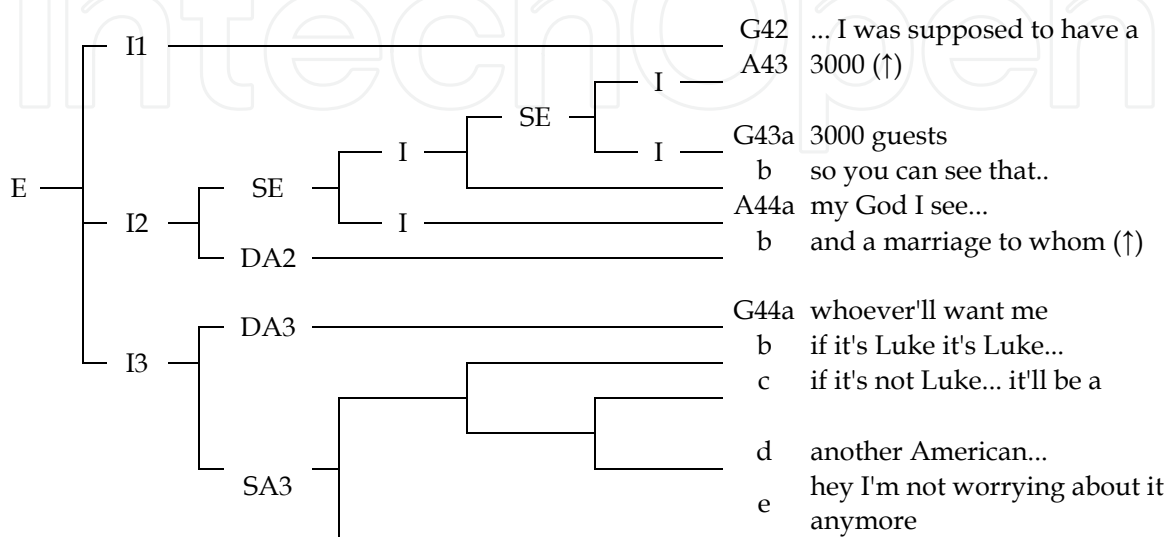 IntechOpen
I1 G42 ... I was supposed to have a
A43 3000 (↑)
I
SE
G43a 3000 guests
I I
b so you can see that..
E SE
A44a my God I see...
I2 I
b and a marriage to whom (↑)
DA2
G44a whoever'll want me
DA3
b if it's Luke it's Luke...
I3
c if it's not Luke... it'll be a
d another American...
SA3
hey I'm not worrying about it
e
anymore